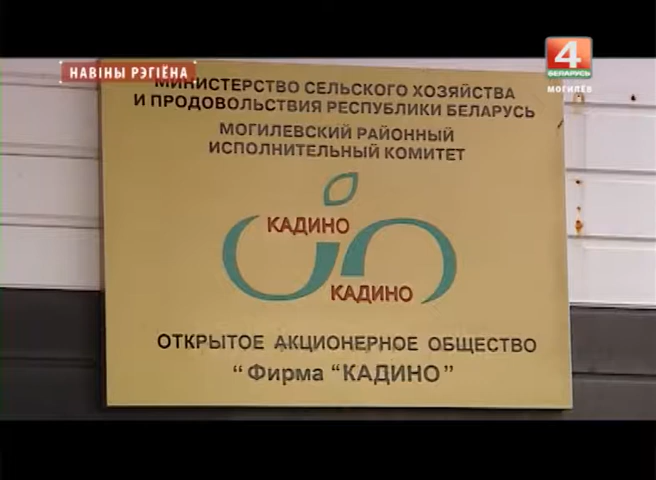 НАВІНЫ РЭГІЁНА
4
БЕЛАРУСЬ
МОГИЛЁВ
МИНИСТЕРСТВО СЕЛЬСКОГО ХОЗЯЙСТВА
И ПРОДОВОЛЬСТВИЯ РЕСПУБЛИКИ БЕЛАРУСЬ
МОГИЛЕВСКИЙ РАЙОННЫЙ
ИСПОЛНИТЕЛЬНЫЙ КОМИТЕТ
КАДИНО
КАДИНО
ОТКРЫТОЕ АКЦИОНЕРНОЕ ОБЩЕСТВО
“Фирма “КАДИНО”